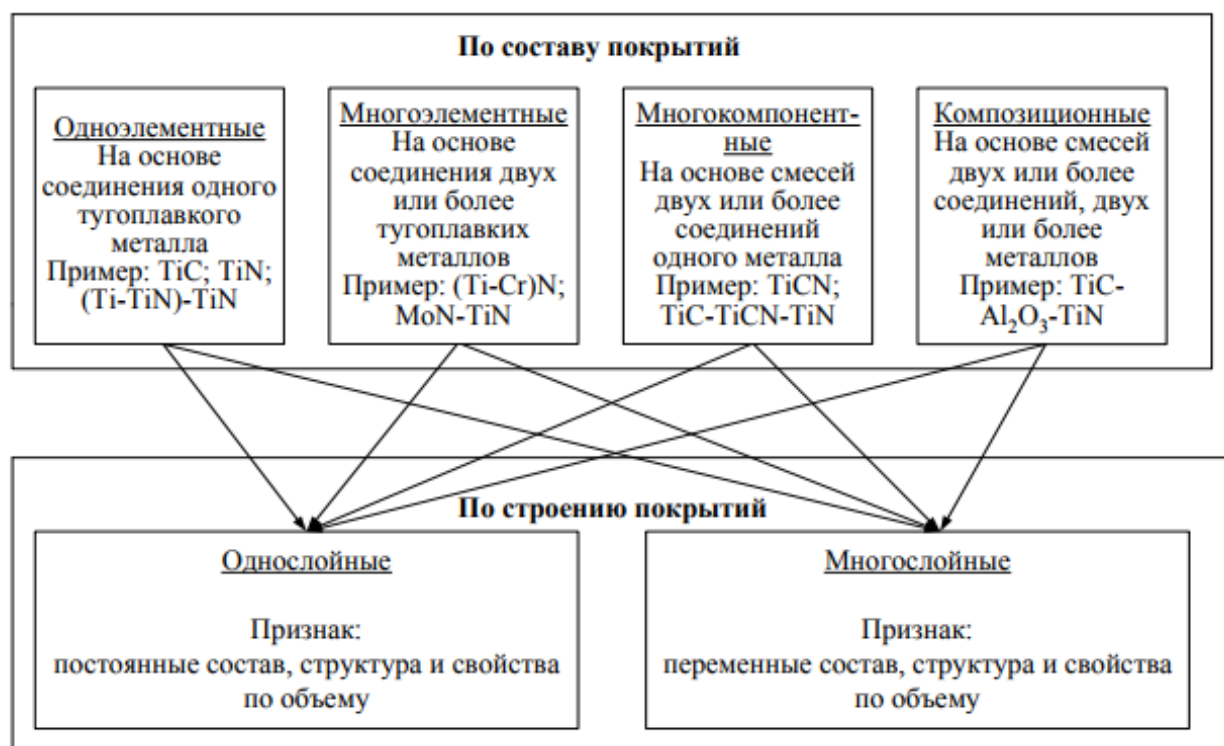 По составу покрытий
Одноэлементные
На основе
соединения одного
тугоплавкого
металла
Пример: TiC; TiN;
(Ti-TiN)-TiN
Многоэлементные
На основе
соединения двух
или более
тугоплавких
металлов
Пример: (Ti-Cr)N;
MoN-TiN
Многокомпонент-
ные
На основе смесей
двух или более
соединений
одного металла
Пример: TiCN;
TiC-TiCN-TiN
Композиционные
На основе смесей
двух или более
соединений, двух
или более
металлов
Пример: TiC-
Al₂O₃-TiN
По строению покрытий
Однослойные
Признак:
постоянные состав, структура и свойства
по объему
Многослойные
Признак:
переменные состав, структура и свойства
по объему